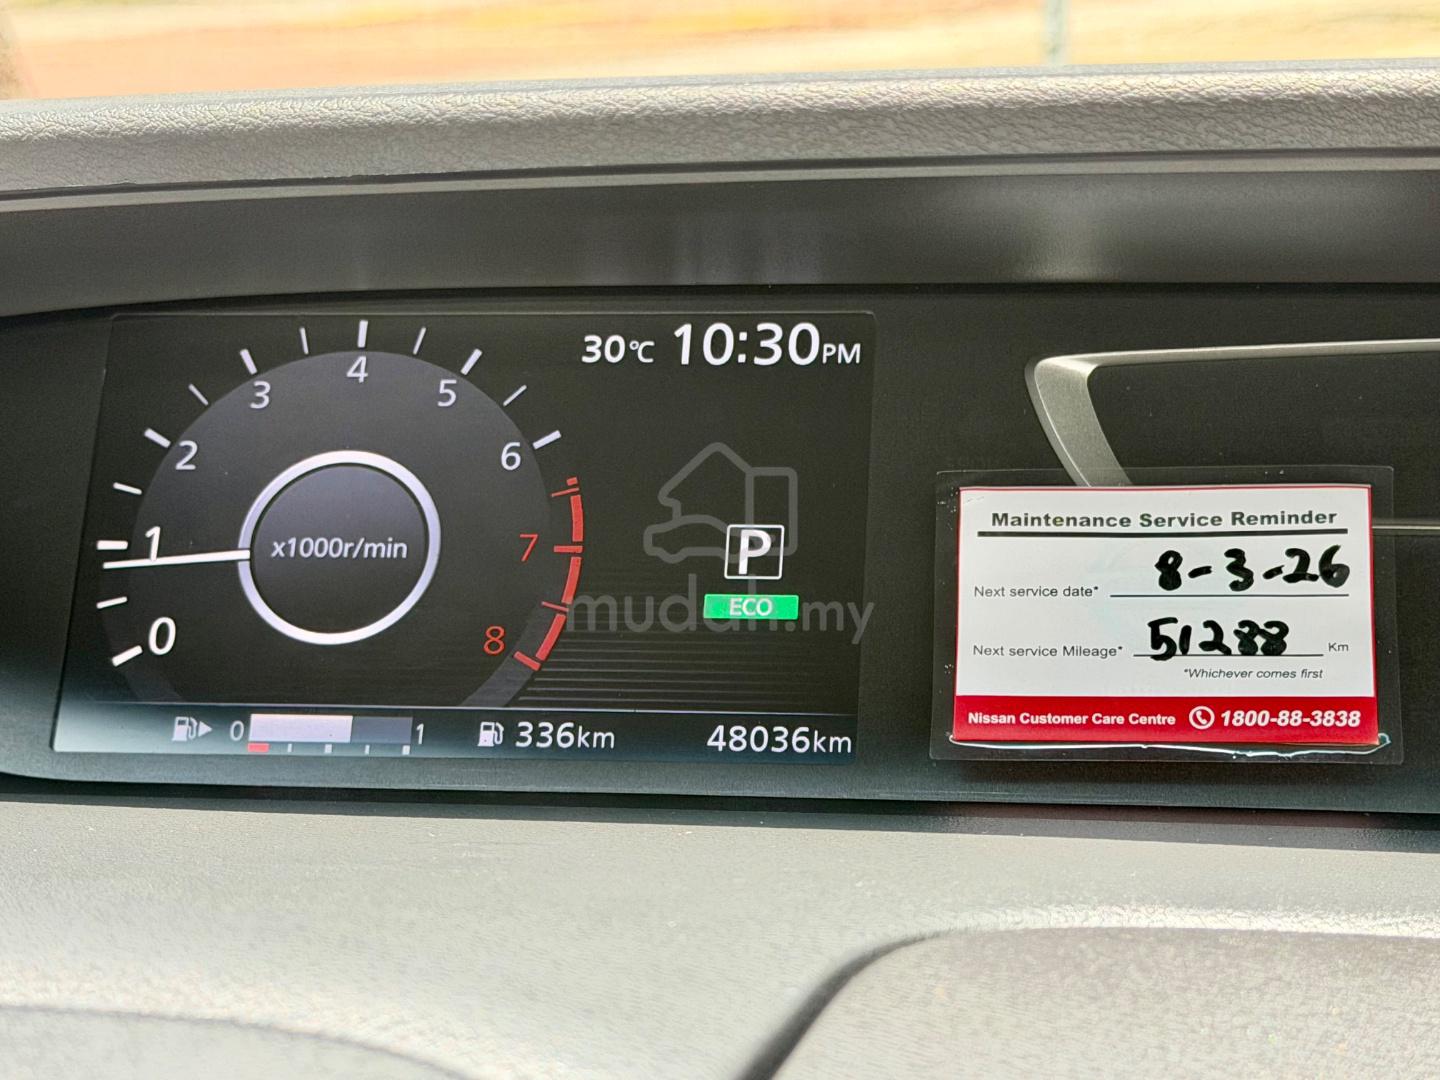 30°C 10:30PM
4
3 5
2 6
1 x1000r/min 7
0 8
P
ECO
mudah.my
0 1 336km 48036km
Maintenance Service Reminder
Next service date* 8-3-26
Next service Mileage* 51288 Km
*Whichever comes first
Nissan Customer Care Centre 1800-88-3838